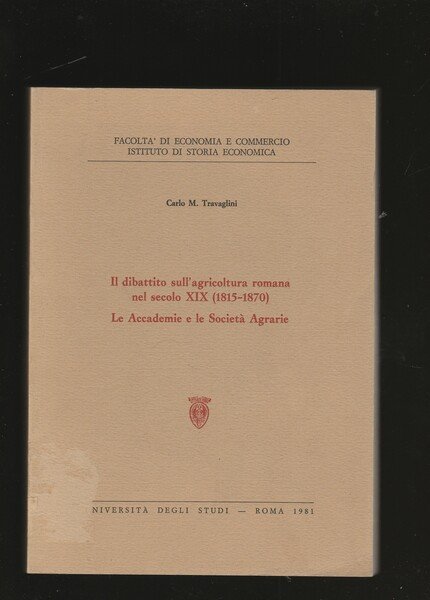 FACOLTA' DI ECONOMIA E COMMERCIO
ISTITUTO DI STORIA ECONOMICA
Carlo M. Travaglini
Il dibattito sull'agricoltura romana
nel secolo XIX (1815-1870)
Le Accademie e le Società Agrarie
NIVERSITÀ DEGLI STUDI — ROMA 1981